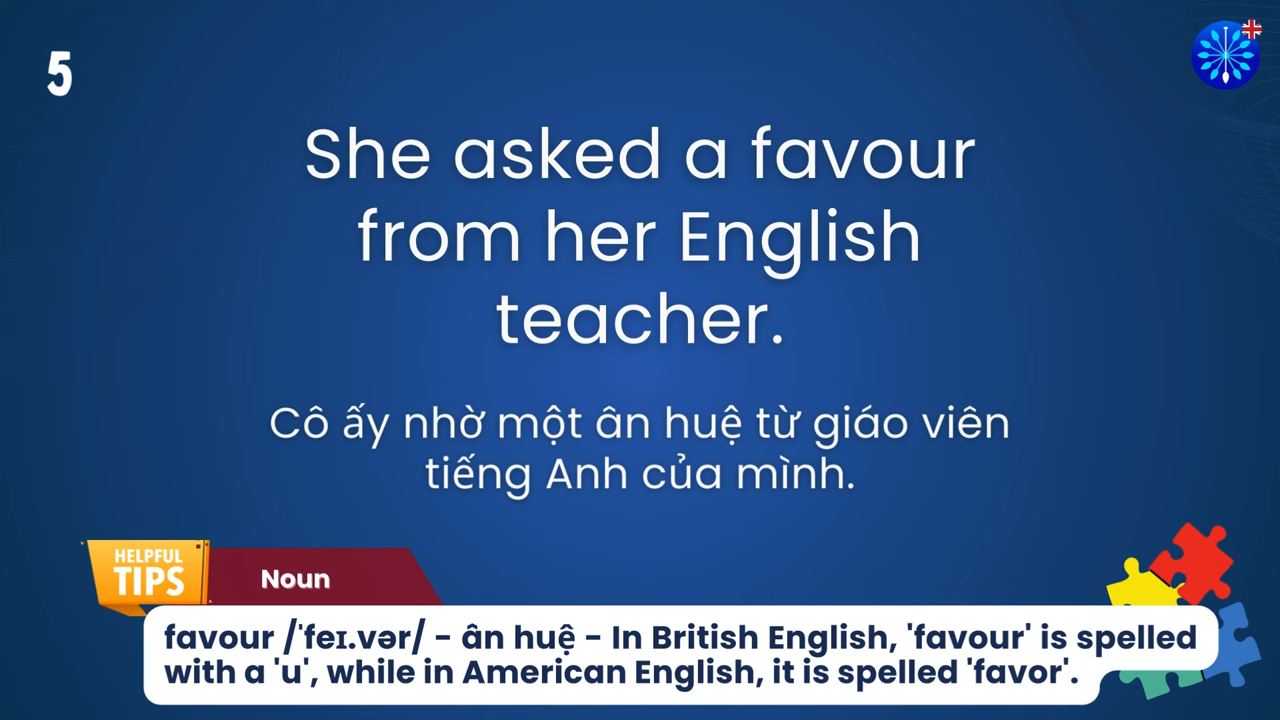 5
She asked a favour
from her English
teacher.
Cô ấy nhờ một ân huệ từ giáo viên
tiếng Anh của mình.
HELPFUL
TIPS
Noun
favour /ˈfeɪ.vər/ - ân huệ - In British English, 'favour' is spelled
with a 'u', while in American English, it is spelled 'favor'.